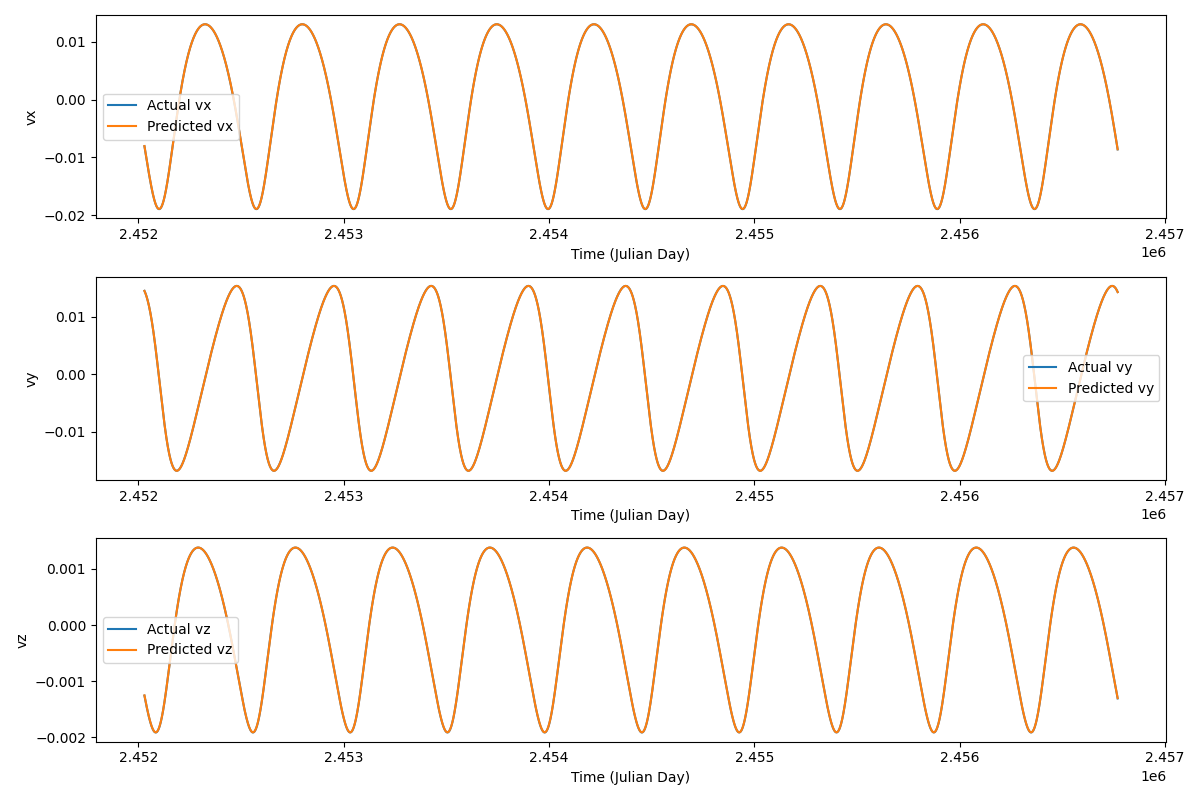 0.01
0.00
−0.01
−0.02
vx
Actual vx
Predicted vx
2.452 2.453 2.454 2.455 2.456 2.457
1e6
Time (Julian Day)
0.01
0.00
−0.01
vy
Actual vy
Predicted vy
2.452 2.453 2.454 2.455 2.456 2.457
1e6
Time (Julian Day)
0.001
0.000
−0.001
−0.002
vz
Actual vz
Predicted vz
2.452 2.453 2.454 2.455 2.456 2.457
1e6
Time (Julian Day)